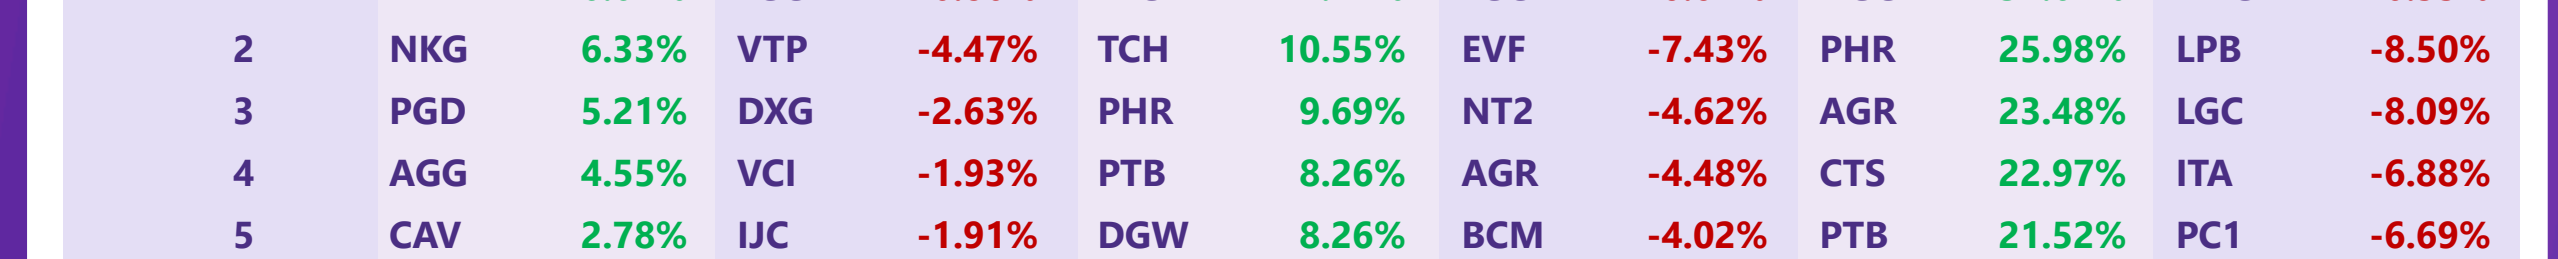 2 NKG 6.33% VTP -4.47% TCH 10.55% EVF -7.43% PHR 25.98% LPB -8.50%
3 PGD 5.21% DXG -2.63% PHR 9.69% NT2 -4.62% AGR 23.48% LGC -8.09%
4 AGG 4.55% VCI -1.93% PTB 8.26% AGR -4.48% CTS 22.97% ITA -6.88%
5 CAV 2.78% IJC -1.91% DGW 8.26% BCM -4.02% PTB 21.52% PC1 -6.69%